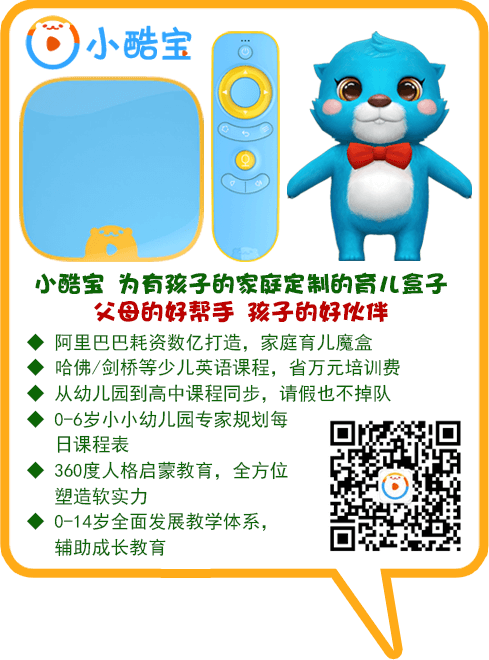 小酷宝
小酷宝 为有孩子的家庭定制的育儿盒子
父母的好帮手 孩子的好伙伴
◆ 阿里巴巴耗资数亿打造，家庭育儿魔盒
◆ 哈佛/剑桥等少儿英语课程，省万元培训费
◆ 从幼儿园到高中课程同步，请假也不掉队
◆ 0-6岁小小幼儿园专家规划每
日课程表
◆ 360度人格启蒙教育，全方位
塑造软实力
◆ 0-14岁全面发展教学体系，
辅助成长教育